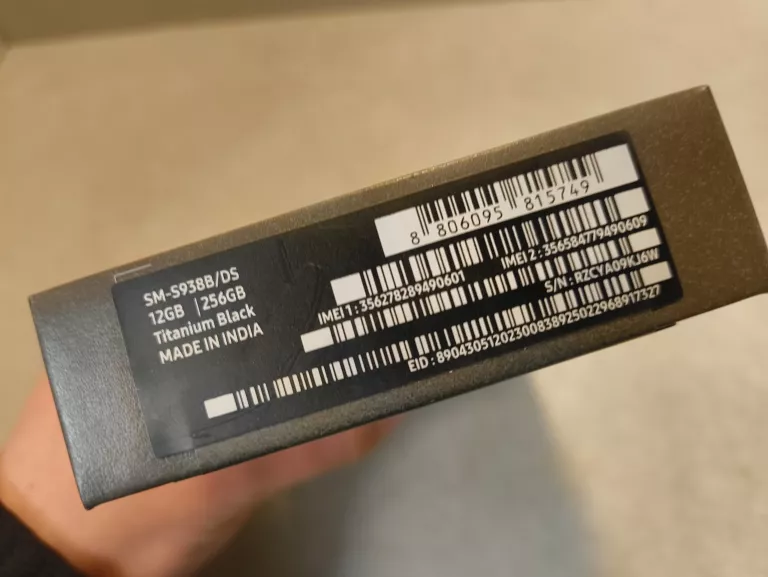 SM-S938B/DS
12GB | 256GB
Titanium Black
MADE IN INDIA
8 806095 815749
IMEI 1 : 356278289490601
IMEI 2 : 356584779490609
S/N : RZCYA09KJ6W
EID : 89043051202300838925022968917327